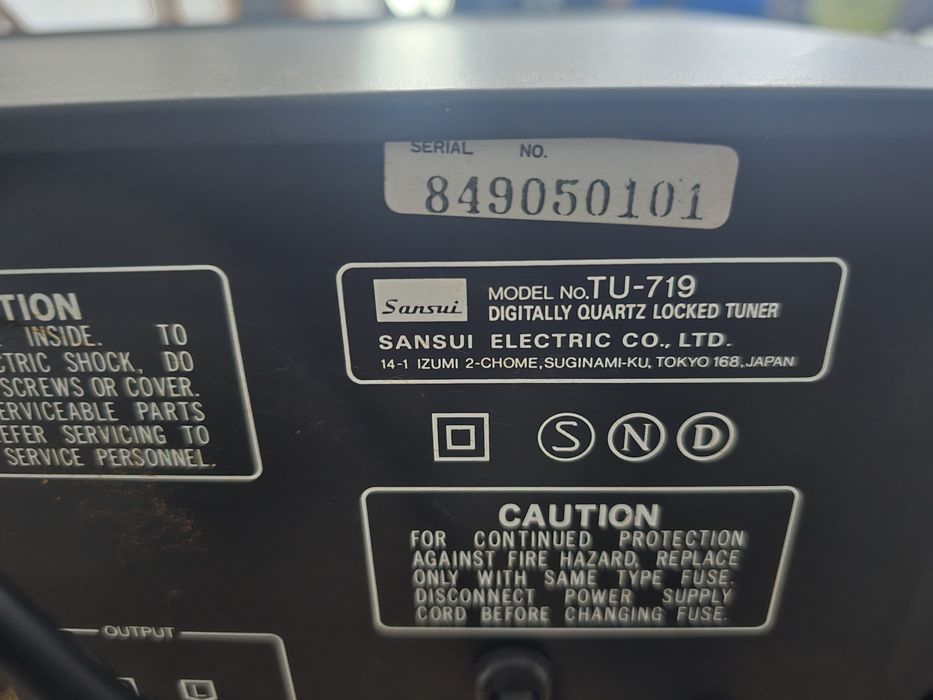 SERIAL NO.
849050101
Sansui
MODEL NO. TU-719
DIGITALLY QUARTZ LOCKED TUNER
SANSUI ELECTRIC CO., LTD.
14-1 IZUMI 2-CHOME, SUGINAMI-KU, TOKYO 168, JAPAN
TION
INSIDE. TO
CTRIC SHOCK, DO
SCREWS OR COVER.
ERVICEABLE PARTS
EFER SERVICING TO
SERVICE PERSONNEL.
S N D
CAUTION
FOR CONTINUED PROTECTION
AGAINST FIRE HAZARD, REPLACE
ONLY WITH SAME TYPE FUSE.
DISCONNECT POWER SUPPLY
CORD BEFORE CHANGING FUSE.
OUTPUT
L